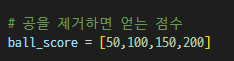 # 공을 제거하면 얻는 점수
ball_score = [50,100,150,200]